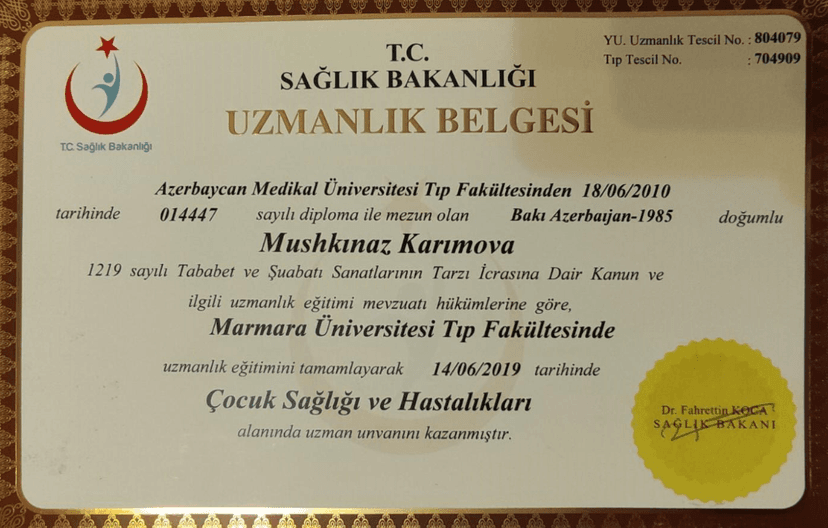 T.C.
SAĞLIK BAKANLIĞI
UZMANLIK BELGESİ
YU. Uzmanlık Tescil No. : 804079
Tıp Tescil No. : 704909
T.C. Sağlık Bakanlığı
Azerbaycan Medikal Üniversitesi Tıp Fakültesinden 18/06/2010
tarihinde 014447 sayılı diploma ile mezun olan Bakı Azerbaıjan-1985 doğumlu
Mushkınaz Karımova
1219 sayılı Tababet ve Şuabatı Sanatlarının Tarzı İcrasına Dair Kanun ve
ilgili uzmanlık eğitimi mevzuatı hükümlerine göre,
Marmara Üniversitesi Tıp Fakültesinde
uzmanlık eğitimini tamamlayarak 14/06/2019 tarihinde
Çocuk Sağlığı ve Hastalıkları
alanında uzman unvanını kazanmıştır.
Dr. Fahrettin KOCA
SAĞLIK BAKANI